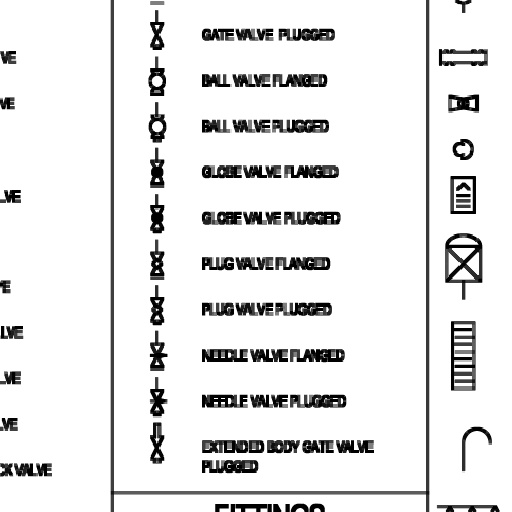 GATE VALVE PLUGGED
VE
BALL VALVE FLANGED
VE
BALL VALVE PLUGGED
GLOBE VALVE FLANGED
LVE
GLOBE VALVE PLUGGED
PLUG VALVE FLANGED
PE
PLUG VALVE PLUGGED
LVE
NEEDLE VALVE FLANGED
LVE
NEEDLE VALVE PLUGGED
VE
EXTENDED BODY GATE VALVE
PLUGGED
CK VALVE
FITTINGS